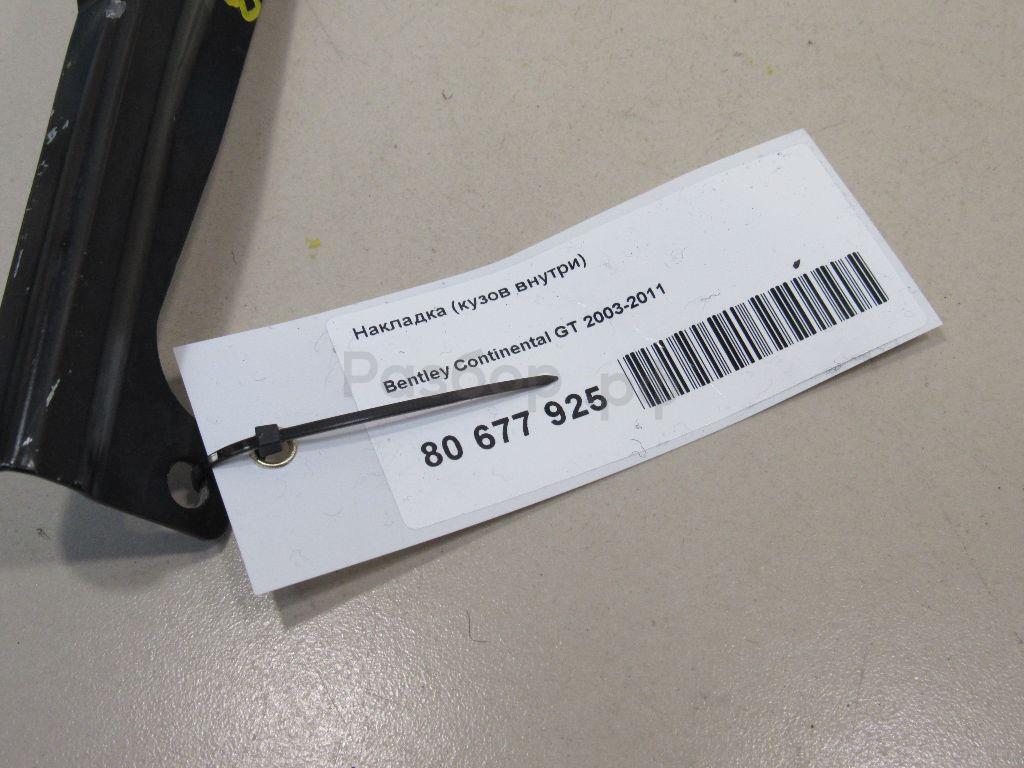 Накладка (кузов внутри)
Bentley Continental GT 2003-2011
80 677 925